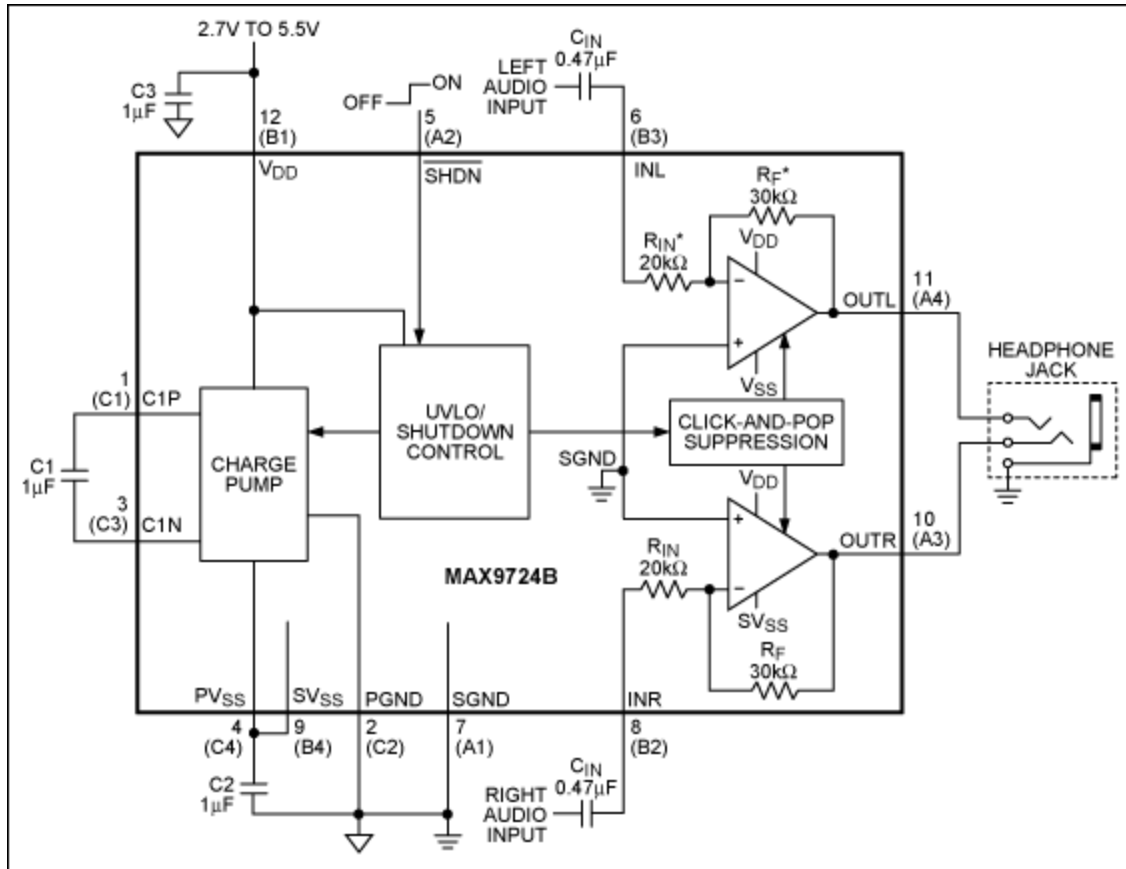 2.7V TO 5.5V
C3
1µF
12
(B1)
VDD
OFF
ON
5
(A2)
SHDN
LEFT
AUDIO
INPUT
CIN
0.47µF
6
(B3)
INL
RIN*
20kΩ
RF*
30kΩ
VDD
−
+
VSS
OUTL
11
(A4)
HEADPHONE
JACK
1
(C1)
C1P
C1
1µF
3
(C3)
C1N
CHARGE
PUMP
UVLO/
SHUTDOWN
CONTROL
CLICK-AND-POP
SUPPRESSION
SGND
VDD
+
−
SVSS
OUTR
10
(A3)
RIN
20kΩ
RF
30kΩ
MAX9724B
PVSS
SVSS
PGND
SGND
INR
4
(C4)
9
(B4)
2
(C2)
7
(A1)
8
(B2)
C2
1µF
RIGHT
AUDIO
INPUT
CIN
0.47µF